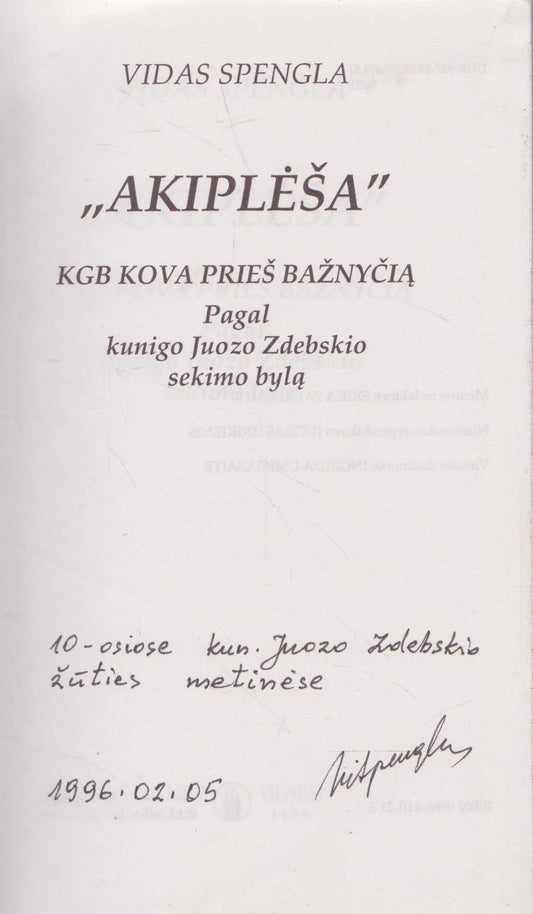 VIDAS SPENGLA
„AKIPLĖŠA”
KGB KOVA PRIEŠ BAŽNYČIĄ
Pagal
kunigo Juozo Zdebskio
sekimo bylą
10-osiose kun. Juozo Zdebskio
žūties metinėse
1996.02.05